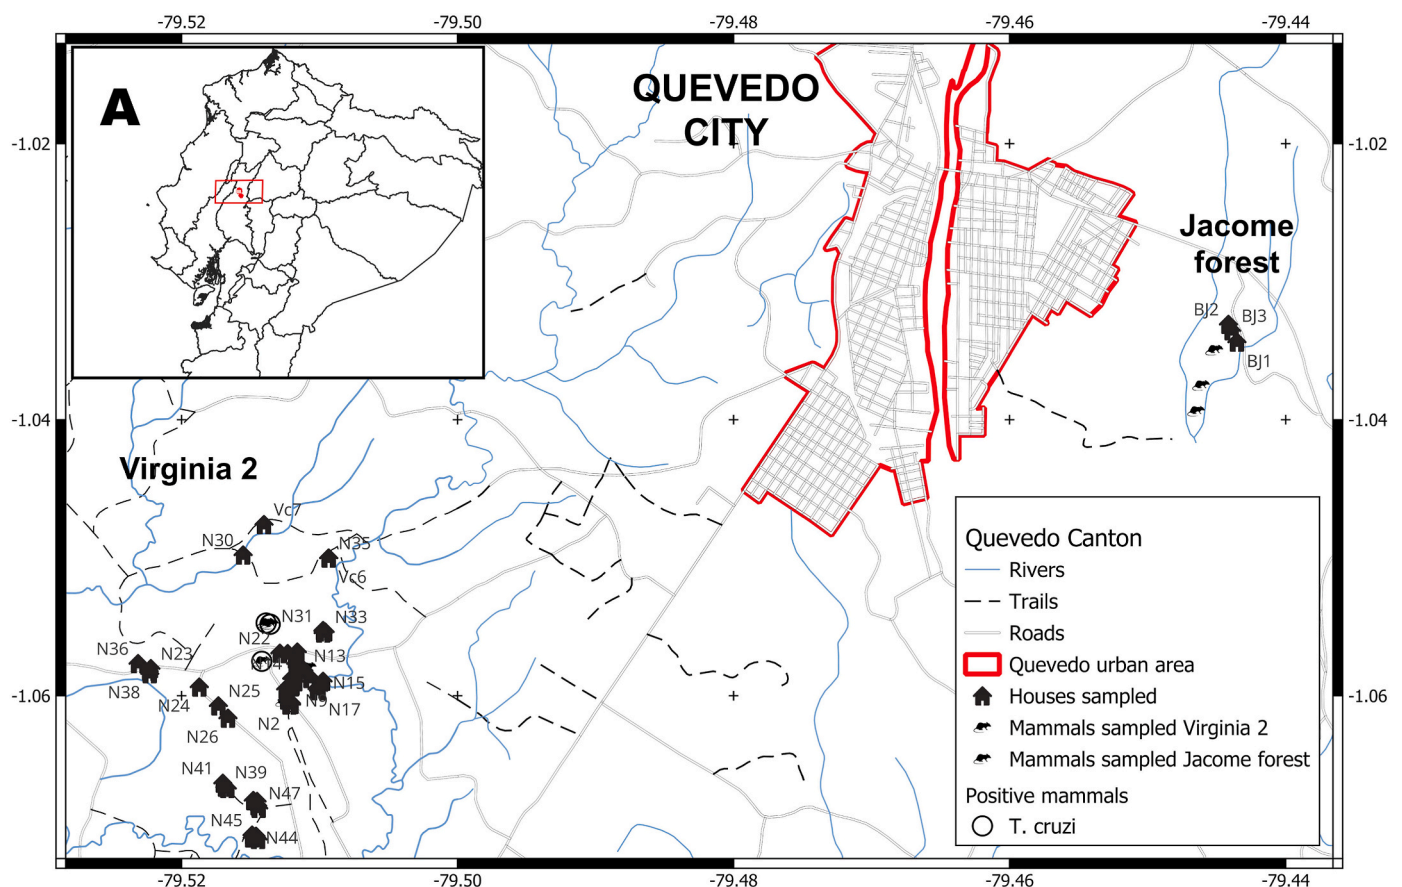 -79.52
-79.50
-79.48
-79.46
-79.44
A
QUEVEDO
CITY
-1.02
-1.02
Jacome
forest
BJ2
BJ3
BJ1
-1.04
-1.04
Virginia 2
Vc7
N30
N35
Vc6
N31
N33
N22
N36
N23
N13
N38
N25
N15
N24
N9
N17
N2
N26
-1.06
-1.06
N41
N39
N47
N45
N44
Quevedo Canton
Rivers
Trails
Roads
Quevedo urban area
Houses sampled
Mammals sampled Virginia 2
Mammals sampled Jacome forest
Positive mammals
T. cruzi
-79.52
-79.50
-79.48
-79.46
-79.44